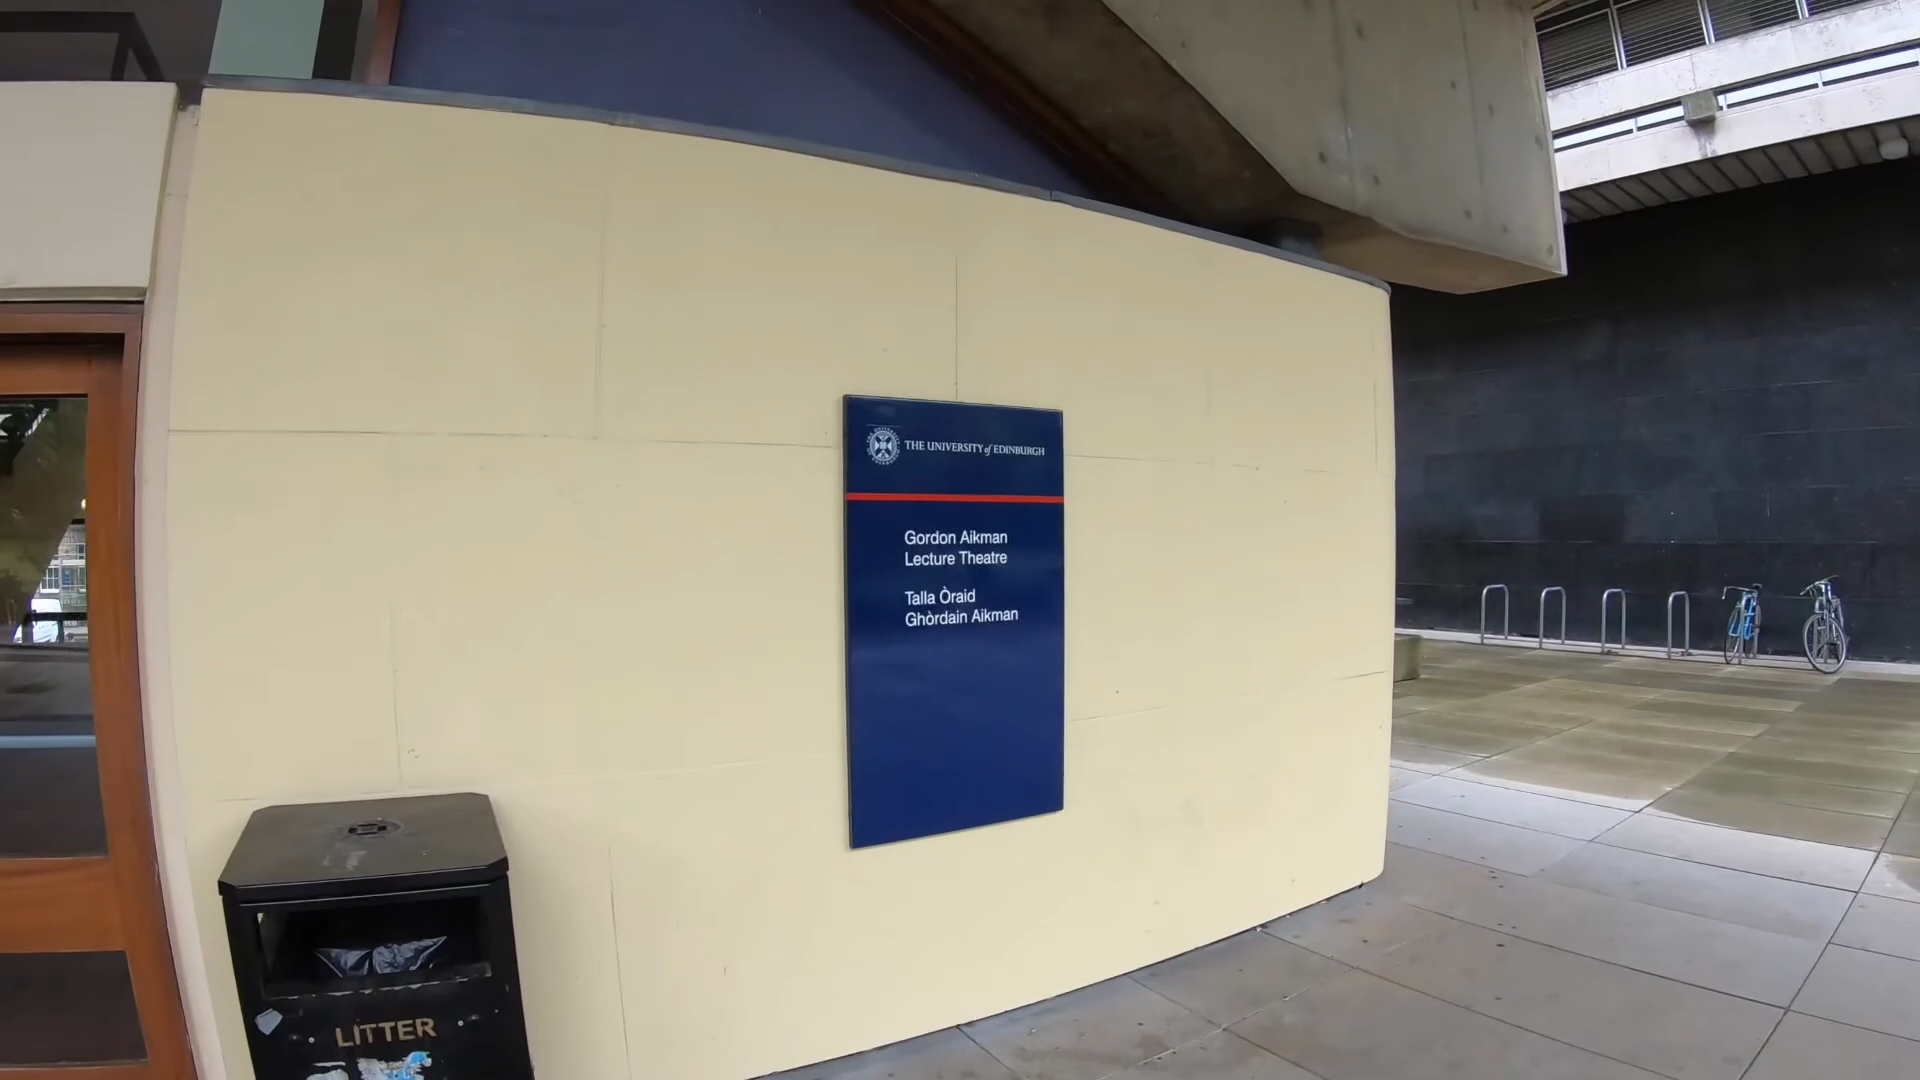 THE UNIVERSITY of EDINBURGH
Gordon Aikman
Lecture Theatre
Talla Òraid
Ghòrdain Aikman
LITTER